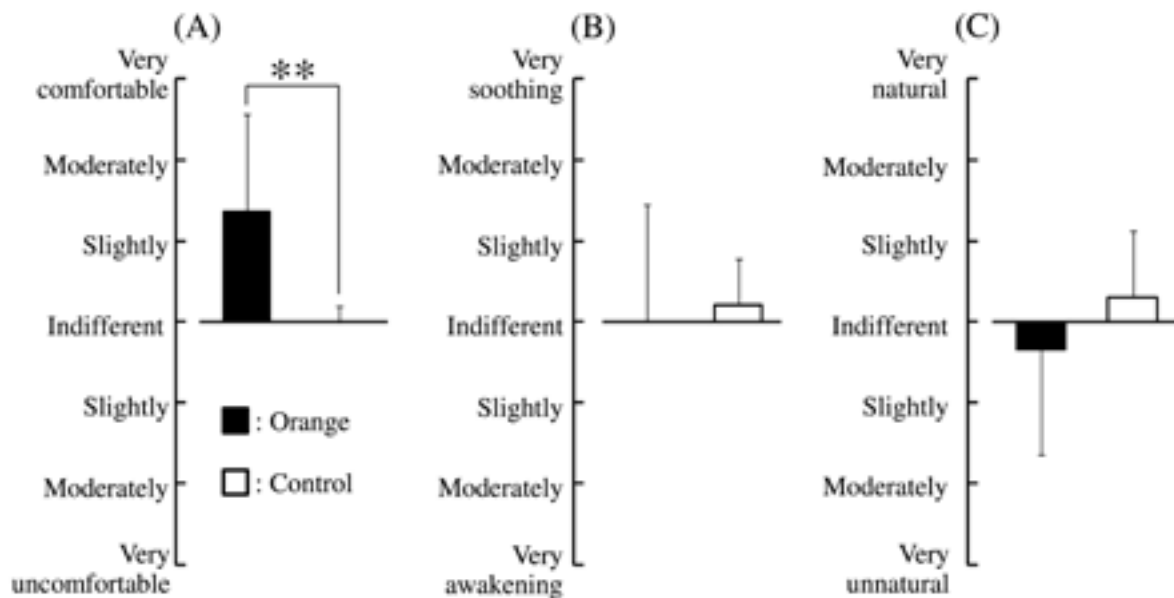 (A)
Very
comfortable
**
Moderately
Slightly
Indifferent
Slightly
Moderately
Very
uncomfortable
: Orange
: Control
(B)
Very
soothing
Moderately
Slightly
Indifferent
Slightly
Moderately
Very
awakening
(C)
Very
natural
Moderately
Slightly
Indifferent
Slightly
Moderately
Very
unnatural